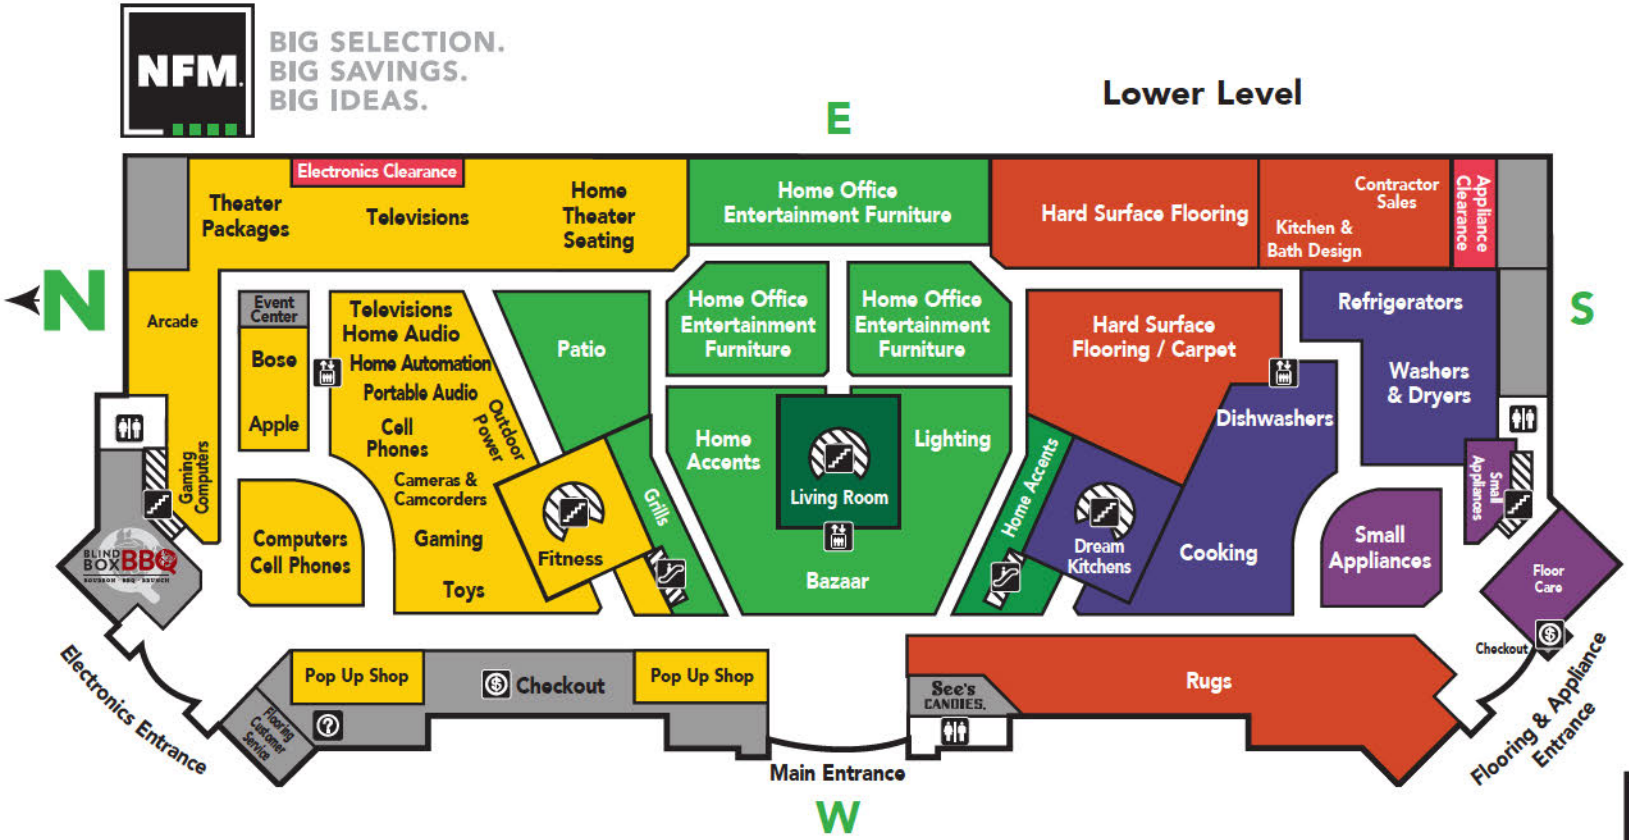 NFM.
BIG SELECTION.
BIG SAVINGS.
BIG IDEAS.
Lower Level
E
N
S
W
Electronics Clearance
Theater
Packages
Televisions
Home
Theater
Seating
Home Office
Entertainment Furniture
Hard Surface Flooring
Contractor
Sales
Kitchen &
Bath Design
Appliance
Clearance
Arcade
Event
Center
Bose
Apple
Televisions
Home Audio
Home Automation
Portable Audio
Cell
Phones
Outdoor
Power
Cameras &
Camcorders
Gaming
Toys
Patio
Home Office
Entertainment
Furniture
Home Office
Entertainment
Furniture
Hard Surface
Flooring / Carpet
Refrigerators
Washers
& Dryers
Dishwashers
Gaming
Computers
Computers
Cell Phones
Fitness
Grills
Home
Accents
Living Room
Lighting
Bazaar
Home Accents
Dream
Kitchens
Cooking
Small
Appliances
Small
Appliances
Floor
Care
Checkout
BLIND
BOX BBQ
BOURBON BBQ BRUNCH
Electronics Entrance
Flooring
Customer
Service
?
Pop Up Shop
$ Checkout
Pop Up Shop
Main Entrance
See's
CANDIES.
Rugs
$
Flooring & Appliance
Entrance